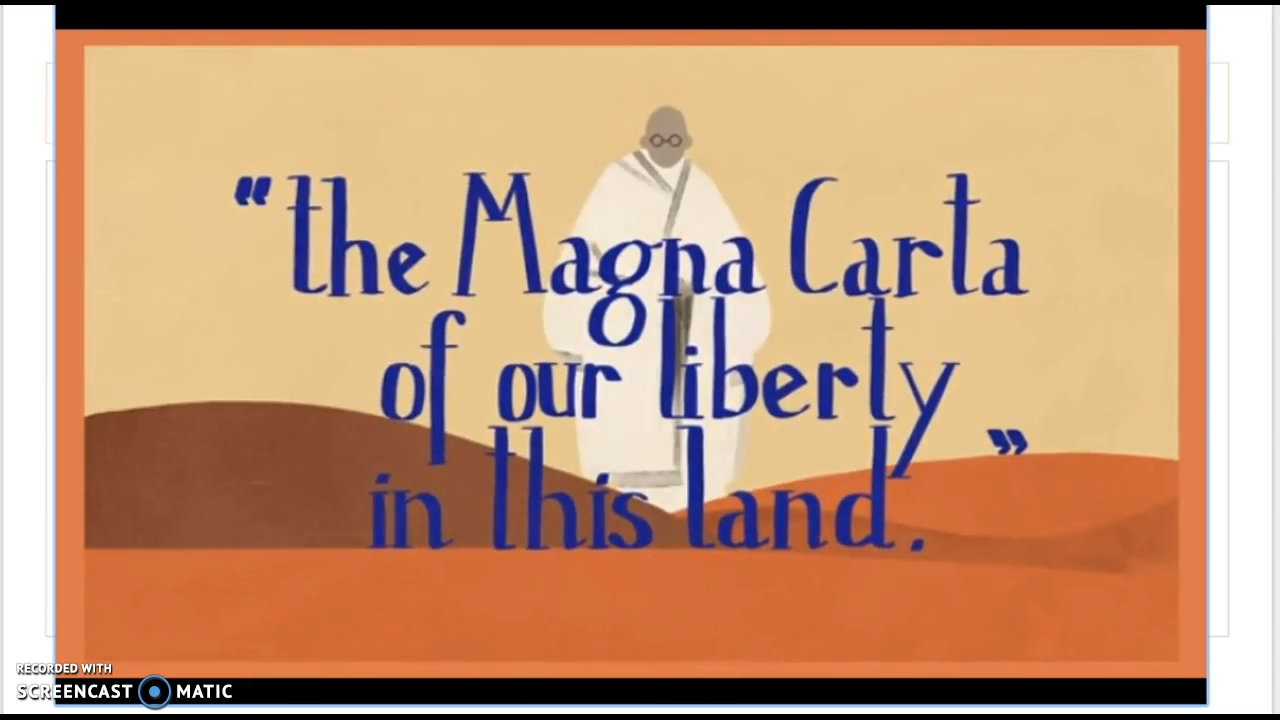 “the Magna Carta
of our liberty
in this land.”
RECORDED WITH
SCREENCAST MATIC